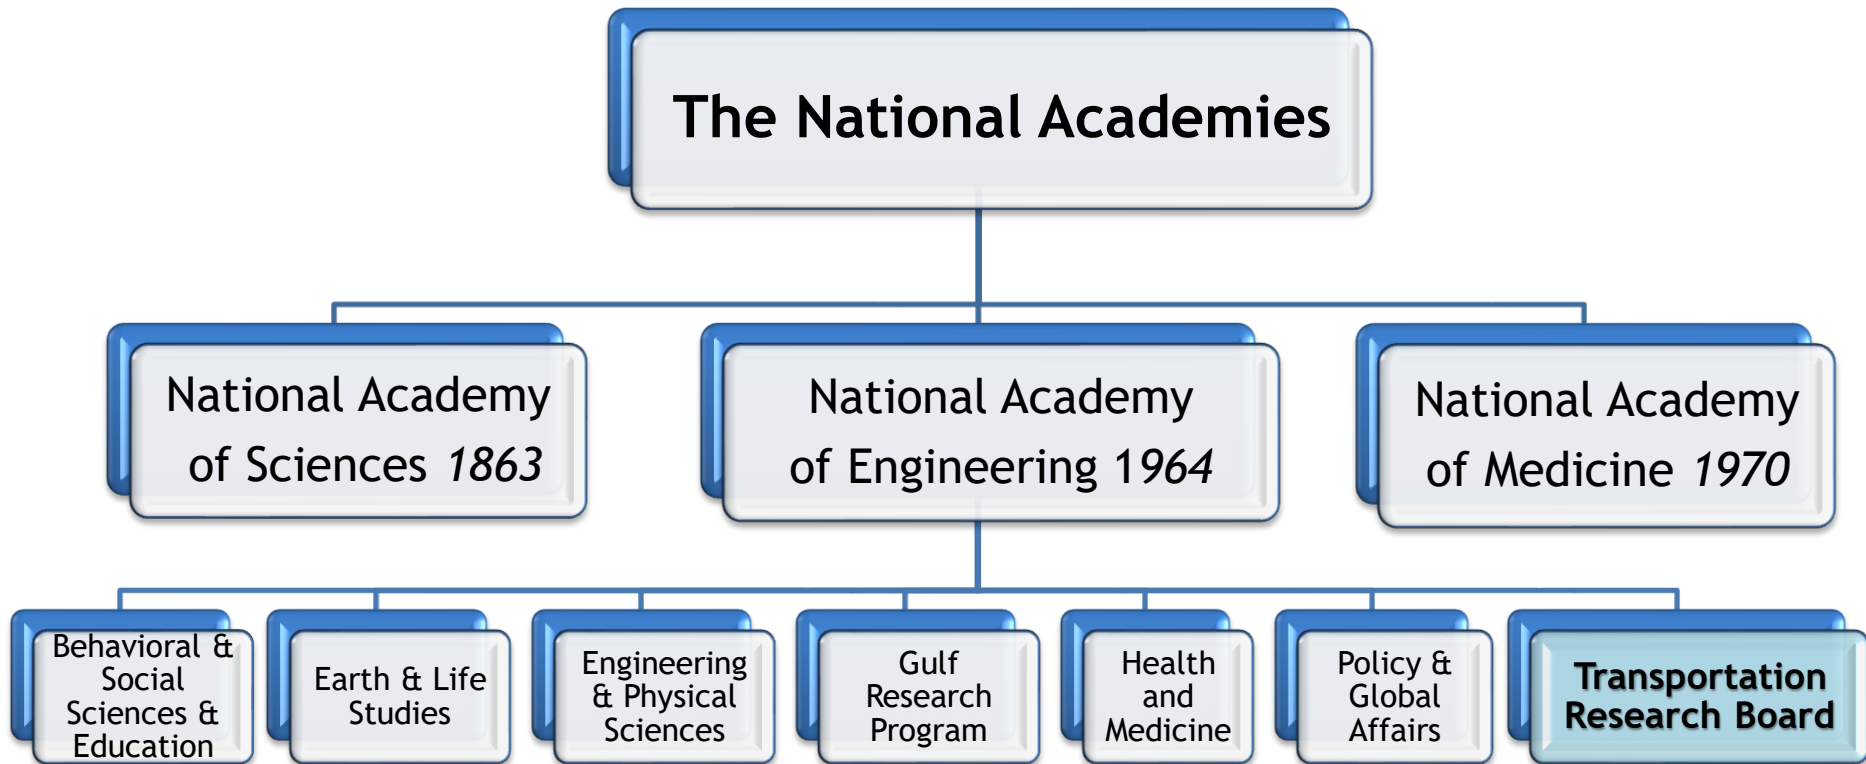 The National Academies
National Academy
of Sciences 1863
National Academy
of Engineering 1964
National Academy
of Medicine 1970
Behavioral &
Social
Sciences &
Education
Earth & Life
Studies
Engineering
& Physical
Sciences
Gulf
Research
Program
Health
and
Medicine
Policy &
Global
Affairs
Transportation
Research Board